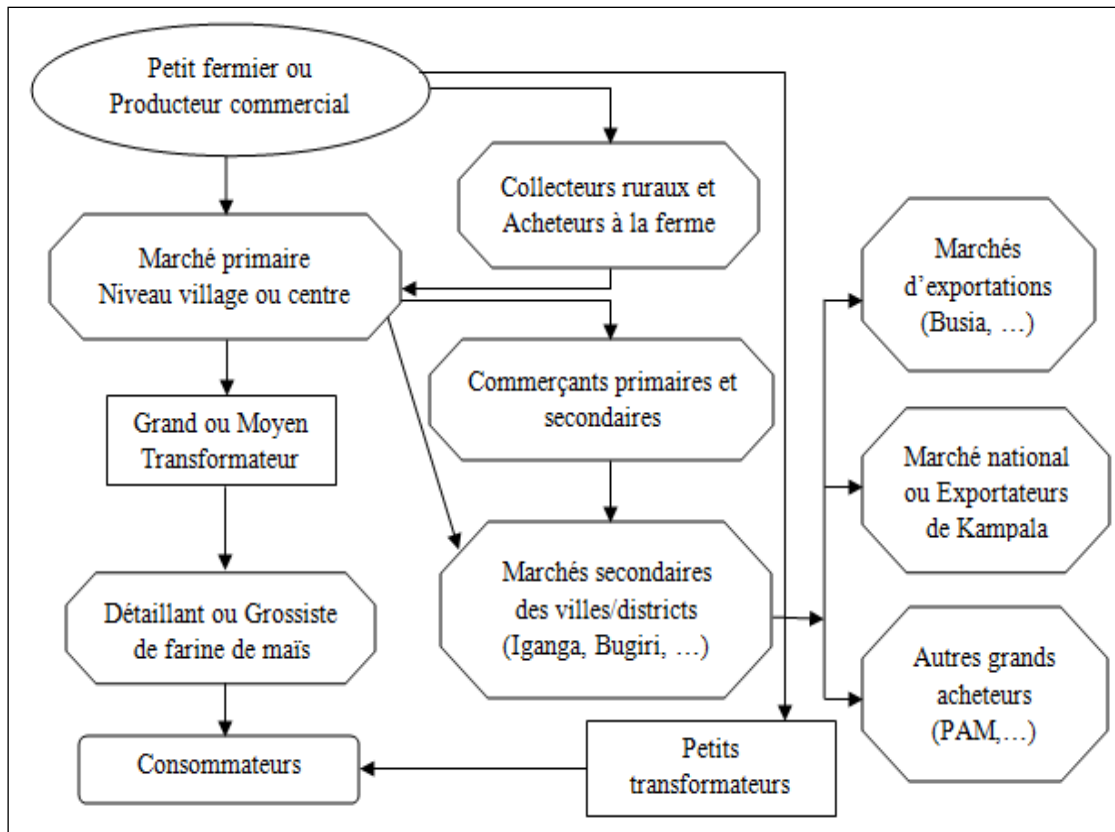 Petit fermier ou
Producteur commercial
Collecteurs ruraux et
Acheteurs à la ferme
Marché primaire
Niveau village ou centre
Marchés
d’exportations
(Busia, …)
Commerçants primaires et
secondaires
Grand ou Moyen
Transformateur
Marché national
ou Exportateurs
de Kampala
Marchés secondaires
des villes/districts
(Iganga, Bugiri, …)
Détaillant ou Grossiste
de farine de maïs
Autres grands
acheteurs
(PAM,…)
Petits
transformateurs
Consommateurs